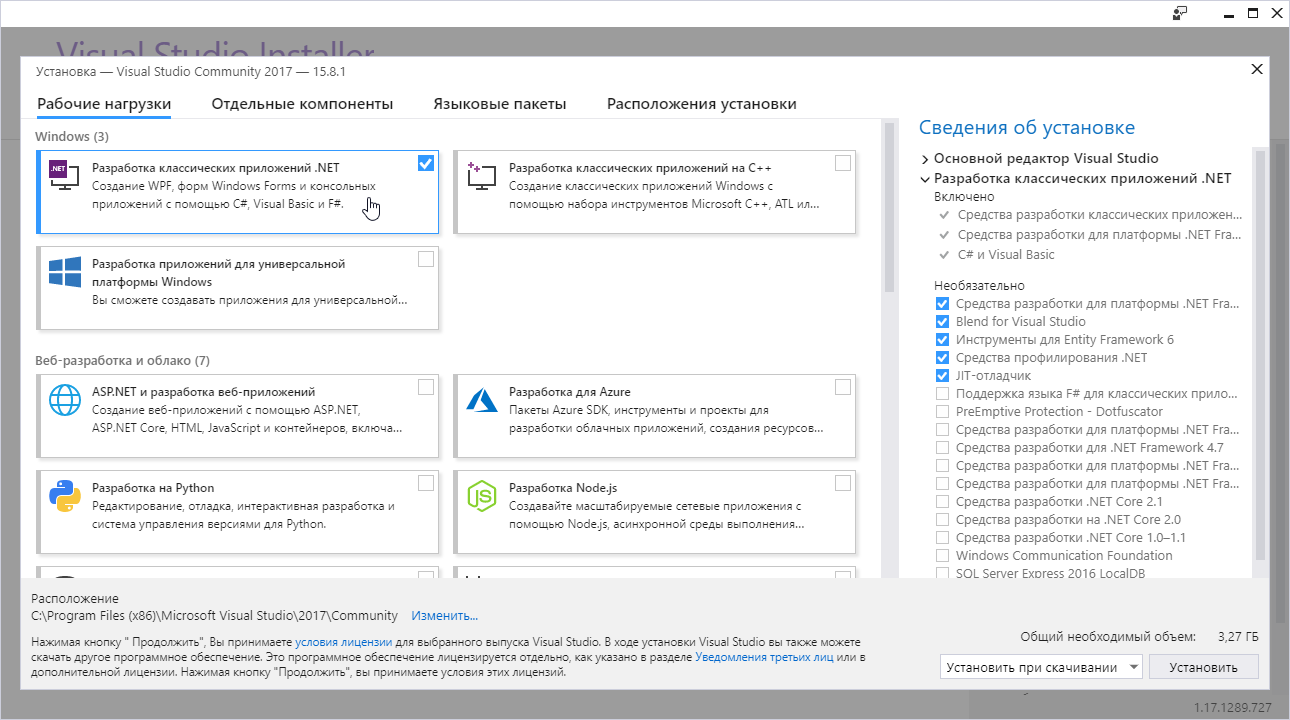 Visual Studio Installer
Установка — Visual Studio Community 2017 — 15.8.1
Рабочие нагрузки
Отдельные компоненты
Языковые пакеты
Расположения установки
Windows (3)
.NET
Разработка классических приложений .NET
Создание WPF, форм Windows Forms и консольных
приложений с помощью C#, Visual Basic и F#.
Разработка классических приложений на C++
Создание классических приложений Windows с
помощью набора инструментов Microsoft C++, ATL ил...
Разработка приложений для универсальной
платформы Windows
Вы сможете создавать приложения для универсальной...
Веб-разработка и облако (7)
ASP.NET и разработка веб-приложений
Создание веб-приложений с помощью ASP.NET,
ASP.NET Core, HTML, JavaScript и контейнеров, включа...
Разработка для Azure
Пакеты Azure SDK, инструменты и проекты для
разработки облачных приложений, создания ресурсов...
Разработка на Python
Редактирование, отладка, интерактивная разработка и
система управления версиями для Python.
JS
Разработка Node.js
Создавайте масштабируемые сетевые приложения с
помощью Node.js, асинхронной среды выполнения...
Сведения об установке
Основной редактор Visual Studio
Разработка классических приложений .NET
Включено
Средства разработки классических приложен...
Средства разработки для платформы .NET Fra...
C# и Visual Basic
Необязательно
Средства разработки для платформы .NET Fra...
Blend for Visual Studio
Инструменты для Entity Framework 6
Средства профилирования .NET
JIT-отладчик
Поддержка языка F# для классических прило...
PreEmptive Protection - Dotfuscator
Средства разработки для платформы .NET Fra...
Средства разработки для .NET Framework 4.7
Средства разработки для платформы .NET Fra...
Средства разработки для платформы .NET Fra...
Средства разработки .NET Core 2.1
Средства разработки на .NET Core 2.0
Средства разработки .NET Core 1.0–1.1
Windows Communication Foundation
SQL Server Express 2016 LocalDB
Расположение
C:\Program Files (x86)\Microsoft Visual Studio\2017\Community Изменить...
Нажимая кнопку " Продолжить", Вы принимаете условия лицензии для выбранного выпуска Visual Studio. В ходе установки Visual Studio вы также можете
скачать другое программное обеспечение. Это программное обеспечение лицензируется отдельно, как указано в разделе Уведомления третьих лиц или в
дополнительной лицензии. Нажимая кнопку "Продолжить", вы принимаете условия этих лицензий.
Общий необходимый объем: 3,27 ГБ
Установить при скачивании
Установить
1.17.1289.727